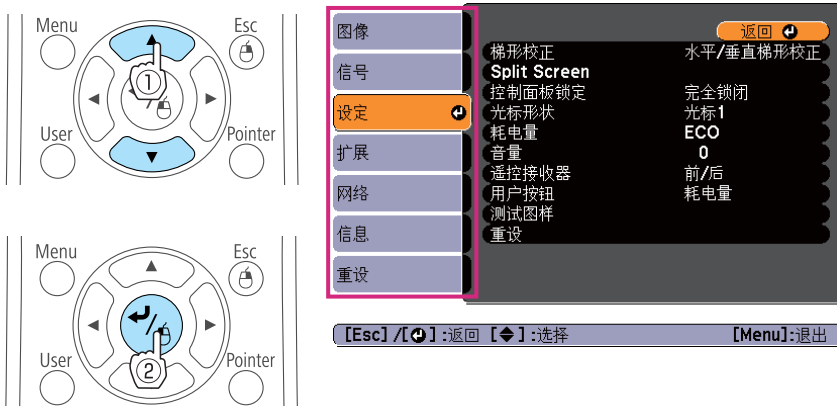 Menu
Esc
①
User
Pointer
Menu
Esc
②
User
Pointer
图像
信号
设定
扩展
网络
信息
重设
返回
梯形校正 水平/垂直梯形校正
Split Screen
控制面板锁定 完全锁闭
光标形状 光标1
耗电量 ECO
音量 0
遥控接收器 前/后
用户按钮 耗电量
测试图样
重设
[Esc] /[⏎] :返回 [◆] :选择 [Menu]:退出